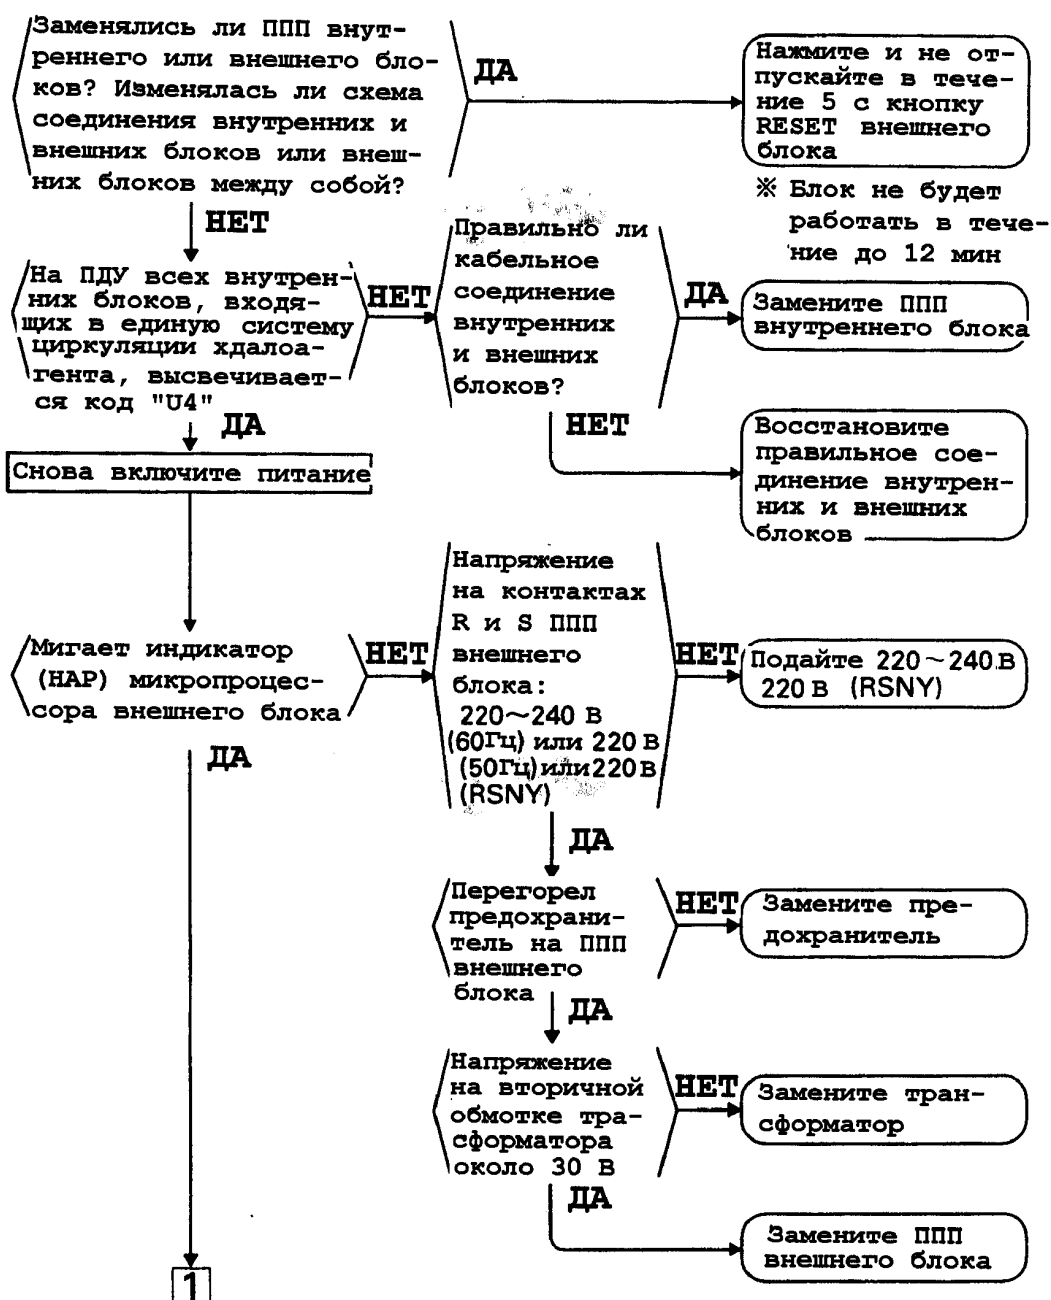 Заменялись ли ППП внут-
реннего или внешнего бло-
ков? Изменялась ли схема
соединения внутренних и
внешних блоков или внеш-
них блоков между собой?
ДА
Нажмите и не от-
пускайте в тече-
ние 5 с кнопку
RESET внешнего
блока
※ Блок не будет
работать в тече-
ние до 12 мин
НЕТ
На ПДУ всех внутрен-
них блоков, входя-
щих в единую систему
циркуляции хдалоа-
гента, высвечивает-
ся код "U4"
НЕТ
Правильно ли
кабельное
соединение
внутренних
и внешних
блоков?
ДА
Замените ППП
внутреннего блока
НЕТ
Восстановите
правильное сое-
динение внутрен-
них и внешних
блоков
ДА
Снова включите питание
Мигает индикатор
(HAP) микропроцес-
сора внешнего блока
НЕТ
Напряжение
на контактах
R и S ППП
внешнего
блока:
220~240 В
(60Гц) или 220 В
(50Гц) или 220 В
(RSNY)
НЕТ
Подайте 220~240 В
220 В (RSNY)
ДА
ДА
Перегорел
предохрани-
тель на ППП
внешнего
блока
НЕТ
Замените пре-
дохранитель
ДА
Напряжение
на вторичной
обмотке тра-
сформатора
около 30 В
НЕТ
Замените тран-
сформатор
ДА
Замените ППП
внешнего блока
1